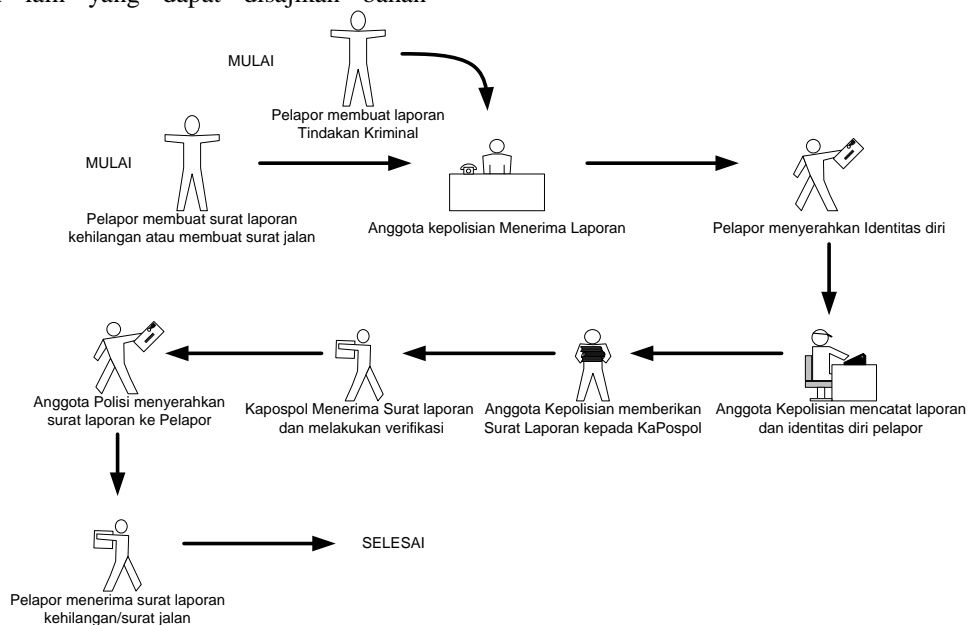 lain yang dapat disajikan bukan
MULAI
Pelapor membuat laporan
Tindakan Kriminal
MULAI
Pelapor membuat surat laporan
kehilangan atau membuat surat jalan
Anggota kepolisian Menerima Laporan
Pelapor menyerahkan Identitas diri
Anggota Polisi menyerahkan
surat laporan ke Pelapor
Kapospol Menerima Surat laporan
dan melakukan verifikasi
Anggota Kepolisian memberikan
Surat Laporan kepada KaPospol
Anggota Kepolisian mencatat laporan
dan identitas diri pelapor
SELESAI
Pelapor menerima surat laporan
kehilangan/surat jalan